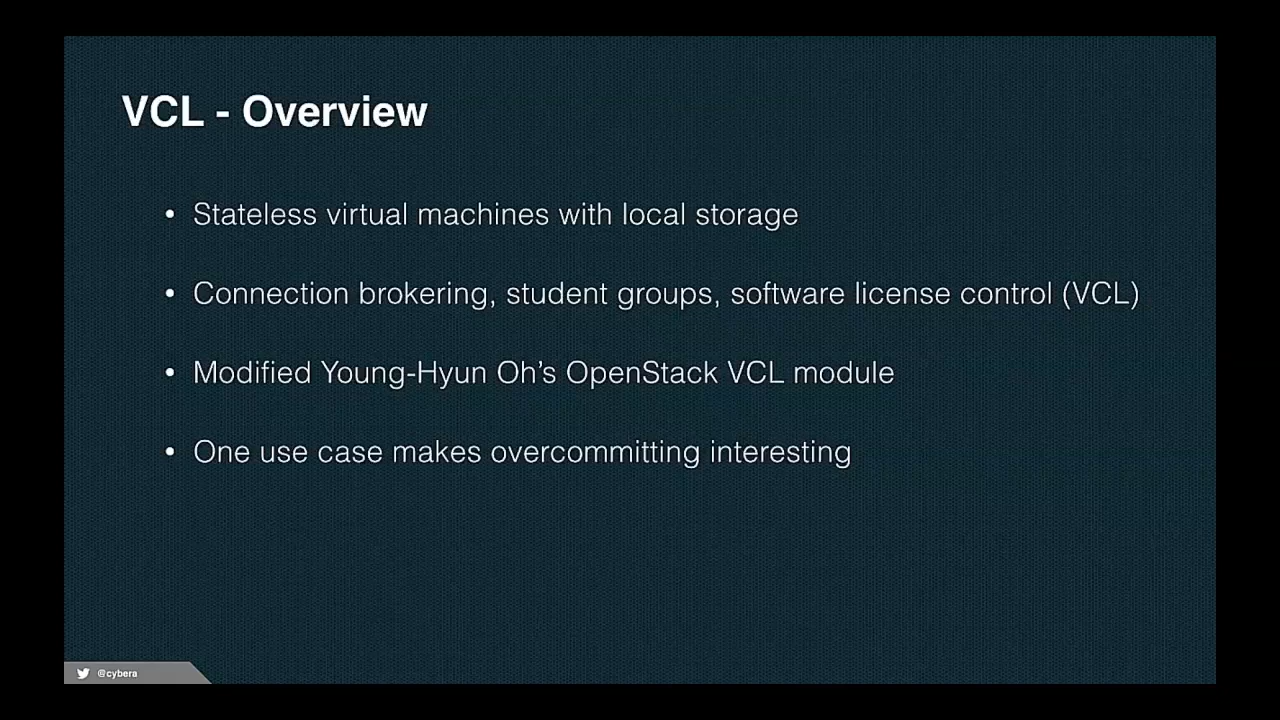 VCL - Overview
• Stateless virtual machines with local storage
• Connection brokering, student groups, software license control (VCL)
• Modified Young-Hyun Oh’s OpenStack VCL module
• One use case makes overcommitting interesting
@cybera